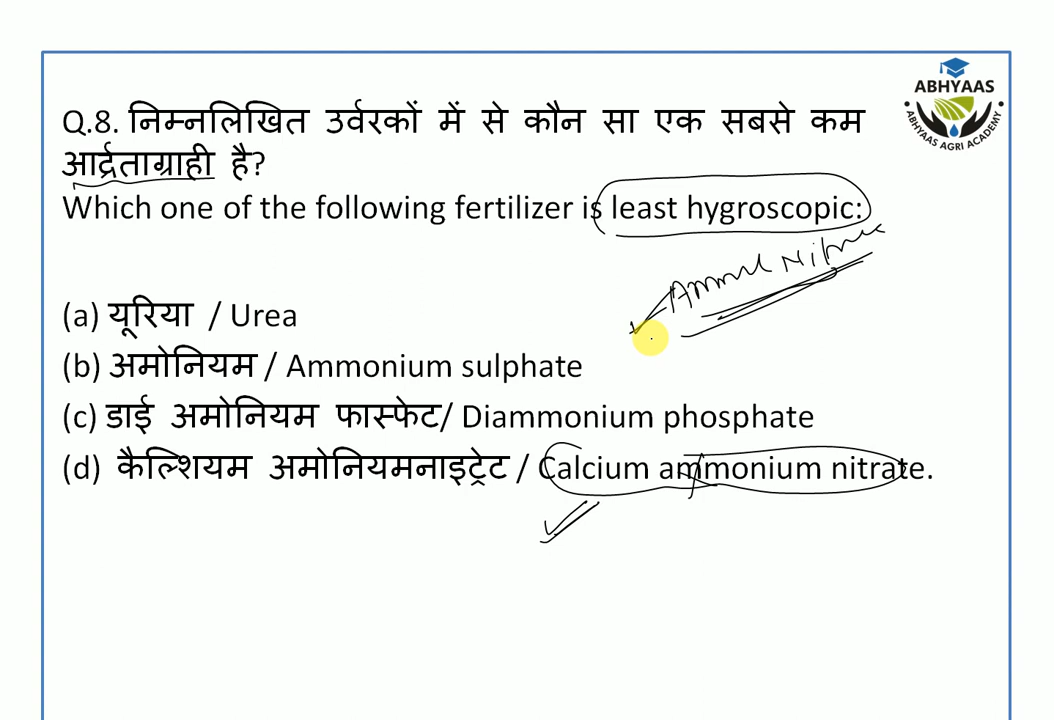 ABHYAAS
ABHYAAS AGRI ACADEMY
Q.8. निम्नलिखित उर्वरकों में से कौन सा एक सबसे कम
आर्द्रताग्राही है?
Which one of the following fertilizer is least hygroscopic:
(a) यूरिया / Urea
(b) अमोनियम / Ammonium sulphate
(c) डाई अमोनियम फास्फेट/ Diammonium phosphate
(d) कैल्शियम अमोनियमनाइट्रेट / Calcium ammonium nitrate.